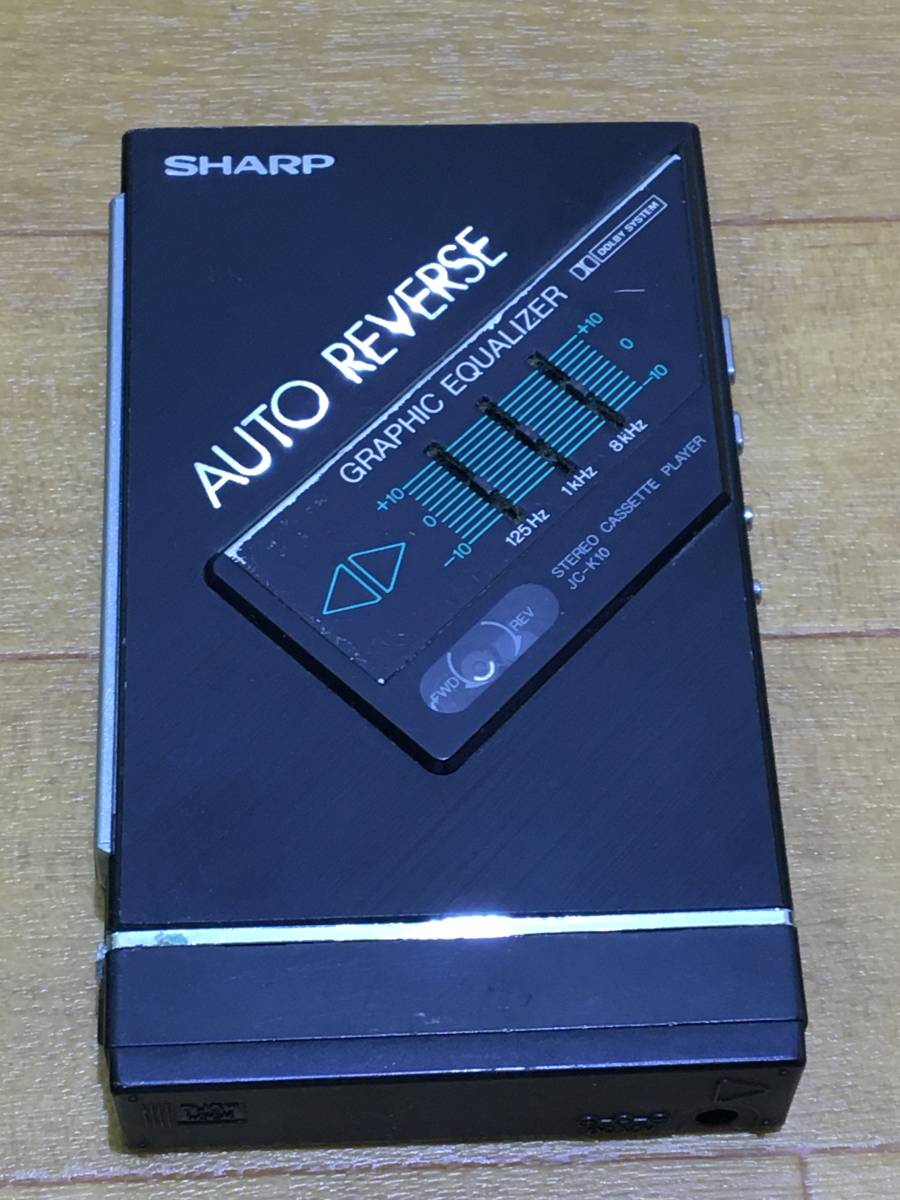 SHARP
AUTO REVERSE
DOLBY SYSTEM
GRAPHIC EQUALIZER
+10
0
-10
+10
0
-10
125Hz 1kHz 8kHz
STEREO CASSETTE PLAYER
JC-K10
FWD REV